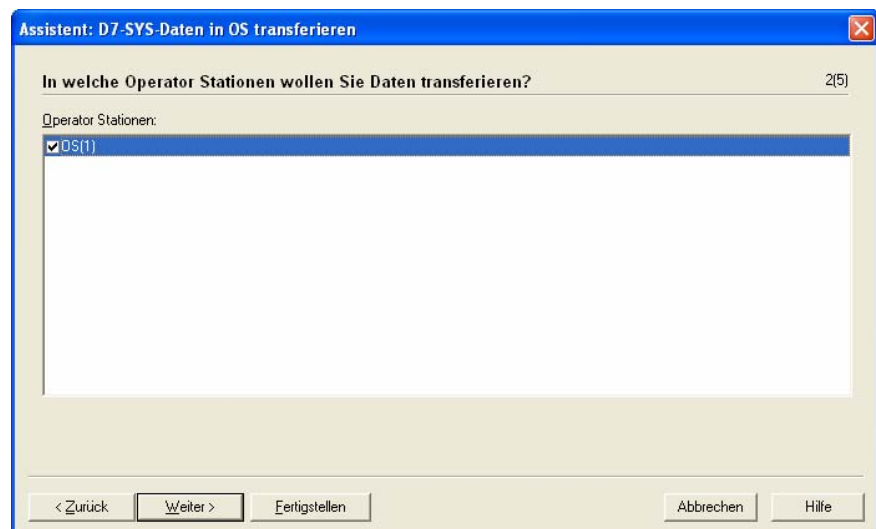 Assistent: D7-SYS-Daten in OS transferieren
In welche Operator Stationen wollen Sie Daten transferieren? 2(5)
Operator Stationen:
OS(1)
< Zurück Weiter > Fertigstellen Abbrechen Hilfe